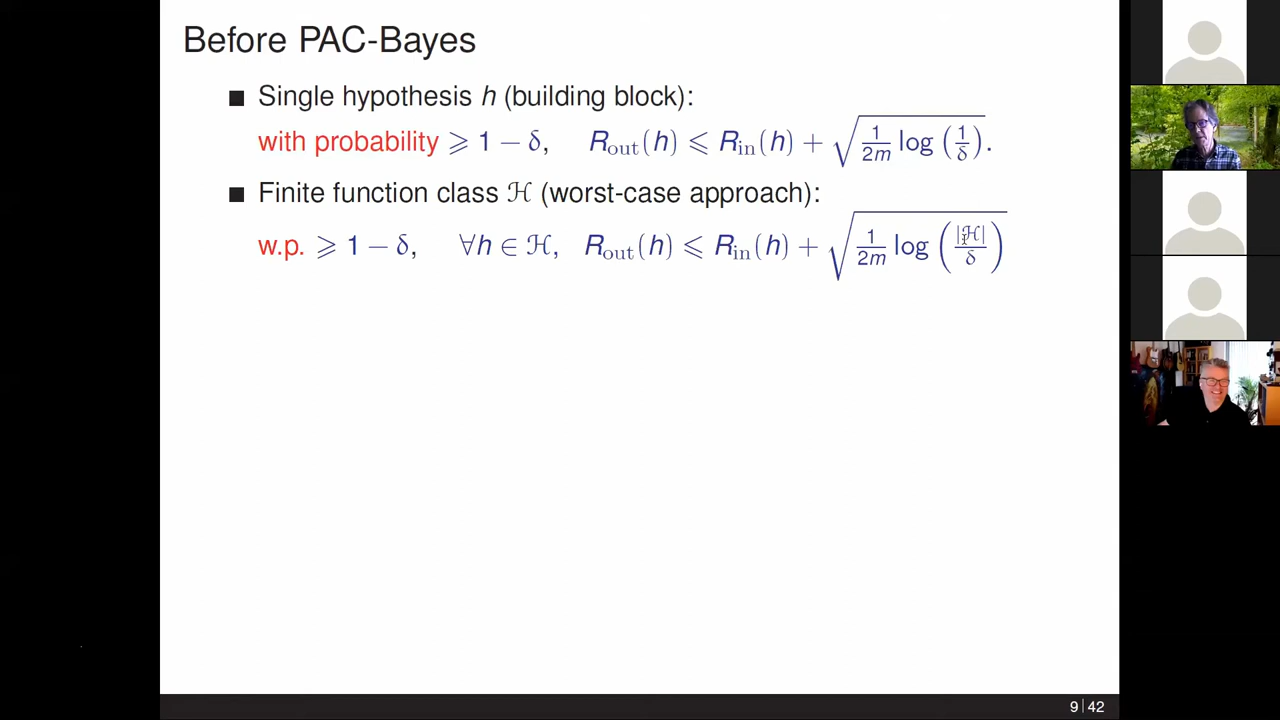 Before PAC-Bayes
■ Single hypothesis h (building block):
with probability ⩾ 1 − δ, R_out(h) ⩽ R_in(h) + √(1/2m log (1/δ)).
■ Finite function class ℋ (worst-case approach):
w.p. ⩾ 1 − δ, ∀h ∈ ℋ, R_out(h) ⩽ R_in(h) + √(1/2m log (|ℋ|/δ))
9|42